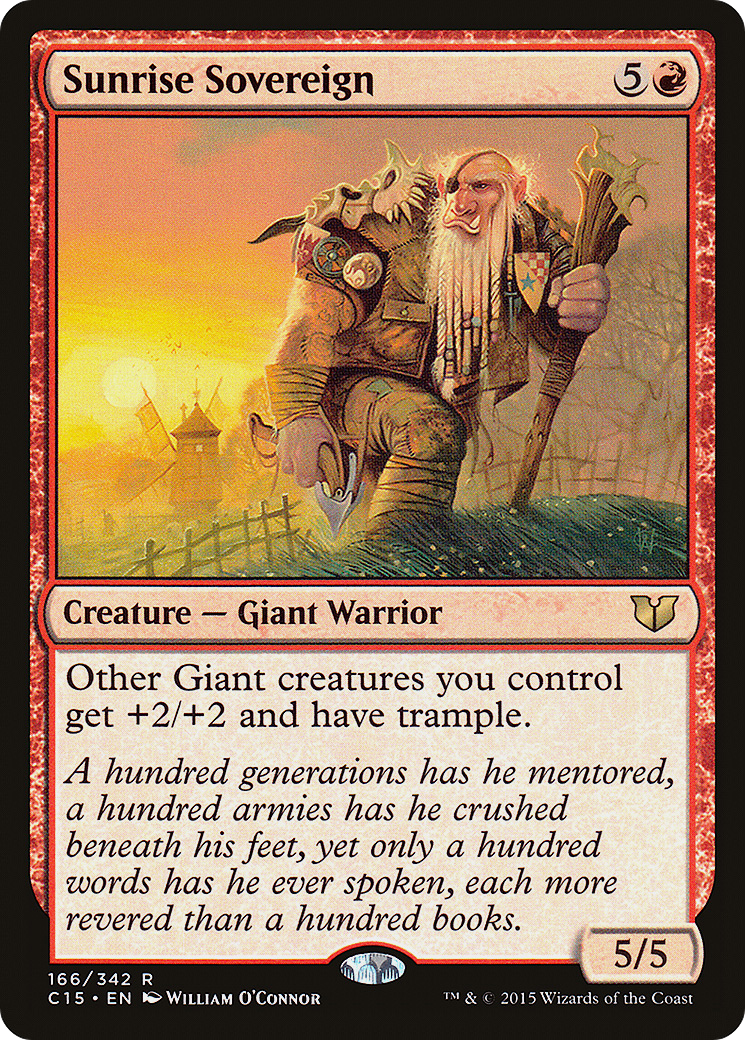 Sunrise Sovereign 5
Creature — Giant Warrior
Other Giant creatures you control
get +2/+2 and have trample.
A hundred generations has he mentored,
a hundred armies has he crushed
beneath his feet, yet only a hundred
words has he ever spoken, each more
revered than a hundred books.
5/5
166/342 R
C15 • EN William O'Connor
™ & © 2015 Wizards of the Coast